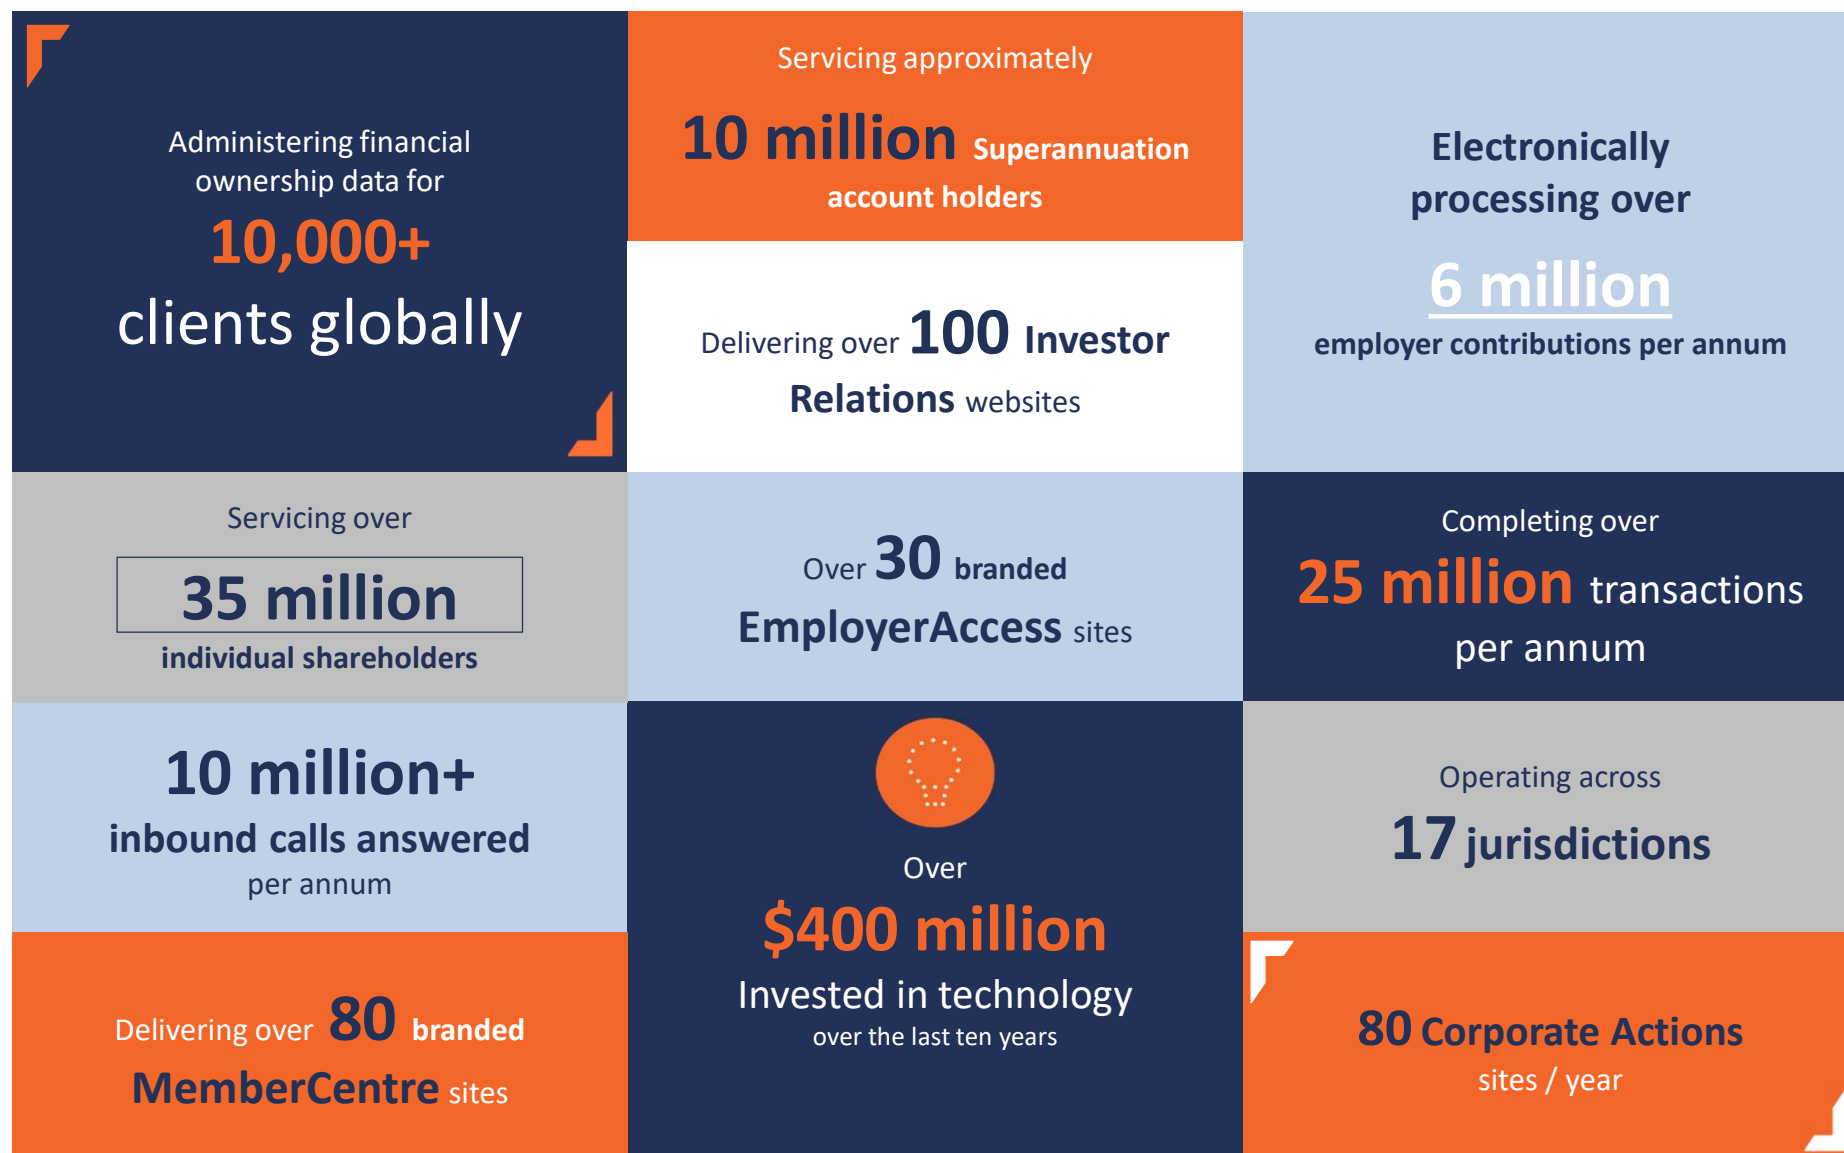 Administering financial
ownership data for
10,000+
clients globally
Servicing approximately
10 million Superannuation
account holders
Delivering over 100 Investor
Relations websites
Electronically
processing over
6 million
employer contributions per annum
Servicing over
35 million
individual shareholders
Over 30 branded
EmployerAccess sites
Completing over
25 million transactions
per annum
10 million+
inbound calls answered
per annum
Over
$400 million
Invested in technology
over the last ten years
Operating across
17 jurisdictions
Delivering over 80 branded
MemberCentre sites
80 Corporate Actions
sites / year